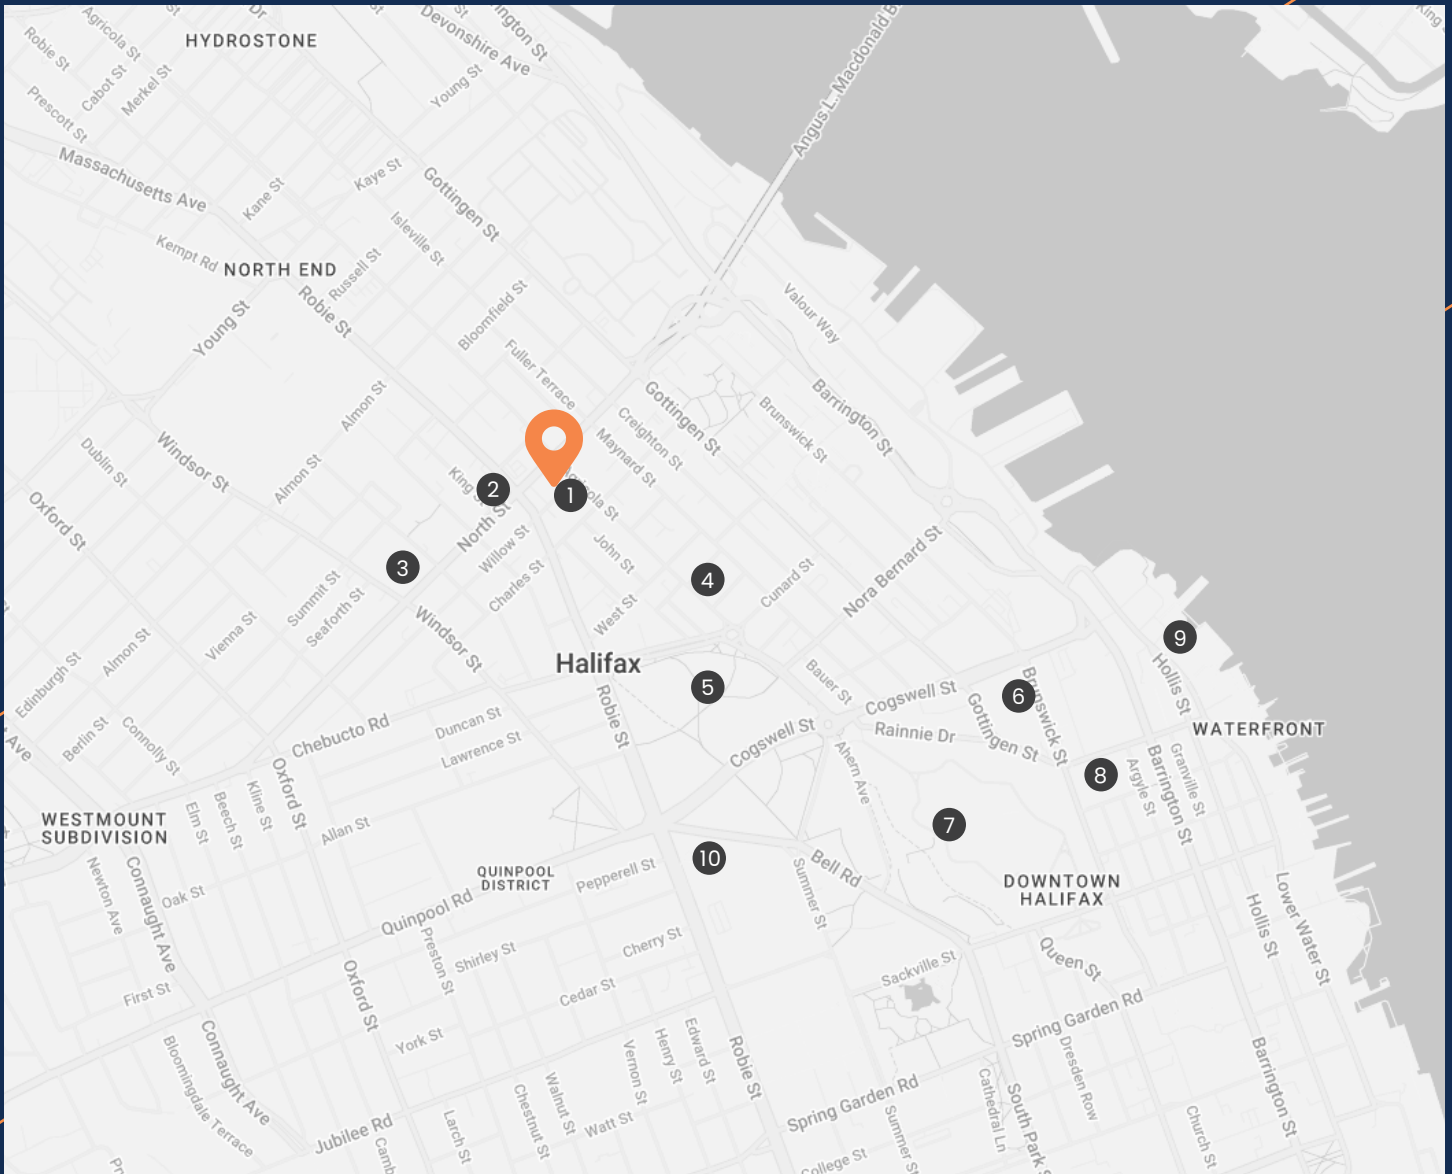 HYDROSTONE
Agricola St
St
Dr
St
St
Devonshire Ave
Robie St
Cabot St
Merkel St
Prescott St
Young St
Massachusetts Ave
Kane St
Kaye St
Gottingen St
Isleville St
Kempt Rd
NORTH END
Russell St
Robie St
Young St
Bloomfield St
Fuller Terrace
Angus L. Macdonald B
Valour Way
Almon St
Gottingen St
Creighton St
Maynard St
Brunswick St
Barrington St
Dublin St
Windsor St
Almon St
Oxford St
King
2
1
North St
Willow St
John St
3
Charles St
4
Cunard St
Nora Bernard St
Summit St
Seaforth St
West St
Windsor St
Vienna St
Almon St
Edinburgh St
Halifax
9
Hollis St
5
Bauer St
6
Brunswick St
Cogswell St
Robie St
Gottingen St
Rainnie Dr
Cogswell St
WATERFRONT
Berlin St
Connolly St
t Ave
Chebucto Rd
Duncan St
Lawrence St
Ahern Ave
8
Argyle St
Barrington St
Granville St
Oxford St
Kline St
Beech St
Elm St
Allan St
WESTMOUNT
SUBDIVISION
7
10
QUINPOOL
DISTRICT
Pepperell St
Bell Rd
Summer St
DOWNTOWN
HALIFAX
Newton Ave
Connaught Ave
Oak St
Quinpool Rd
Preston St
Shirley St
Cherry St
Hollis St
Lower Water St
Queen St
Sackville St
First St
Oxford St
Cedar St
Spring Garden Rd
York St
Connaught Ave
Bloomingdale Terrace
Vernon St
Henry St
Edward St
Robie St
Dresden Row
Barrington St
Jubilee Rd
Camb
Larch St
Chestnut St
Walnut St
Watt St
Spring Garden Rd
Summer St
Cathedral Ln
South Park S
Church St
College St